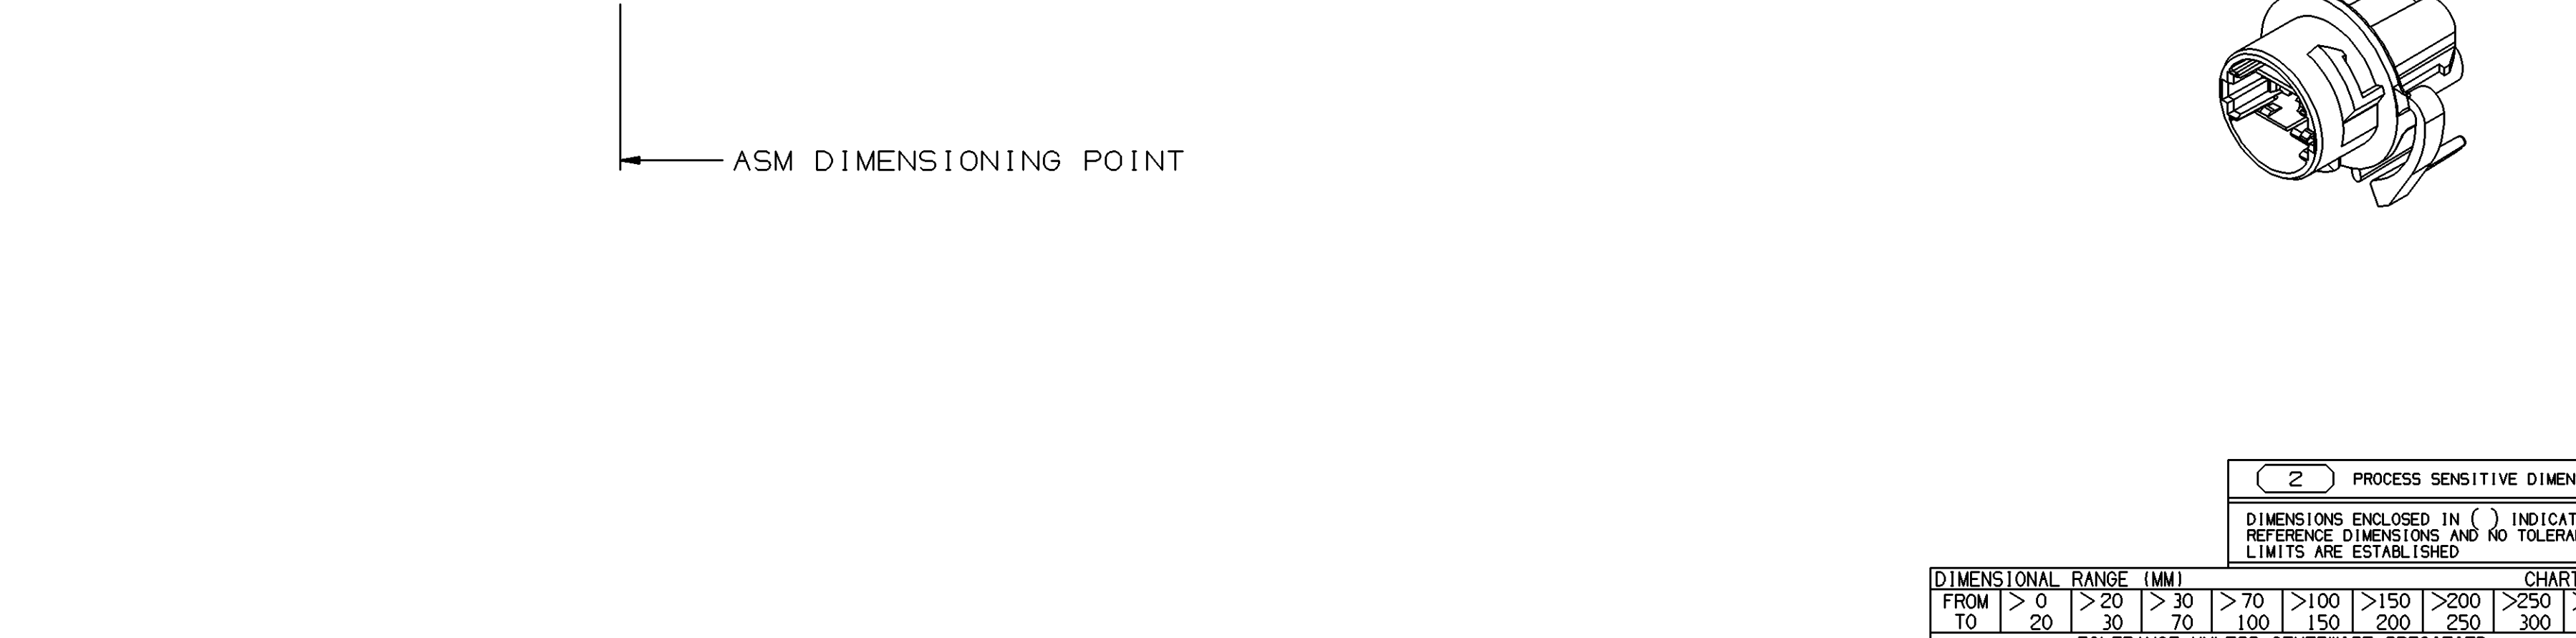 ASM DIMENSIONING POINT
2 PROCESS SENSITIVE DIMEN
DIMENSIONS ENCLOSED IN ( ) INDICAT
REFERENCE DIMENSIONS AND NO TOLERA
LIMITS ARE ESTABLISHED
DIMENSIONAL RANGE (MM) CHART
FROM >0 >20 >30 >70 >100 >150 >200 >250
TO 20 30 70 100 150 200 250 300